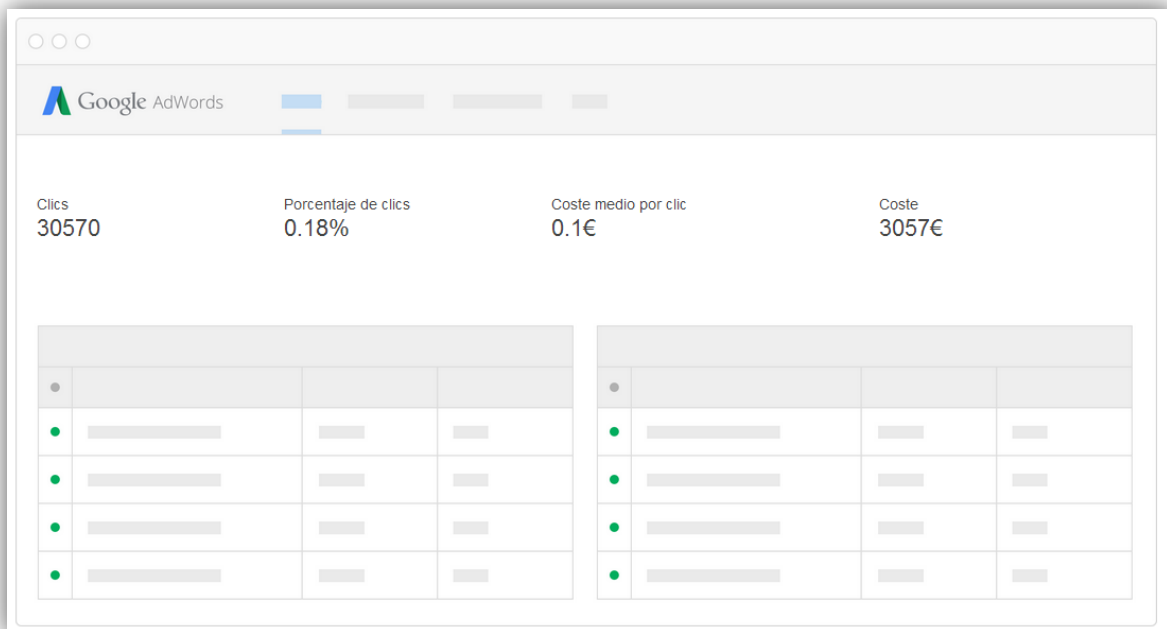 Google AdWords
Clics
30570
Porcentaje de clics
0.18%
Coste medio por clic
0.1€
Coste
3057€